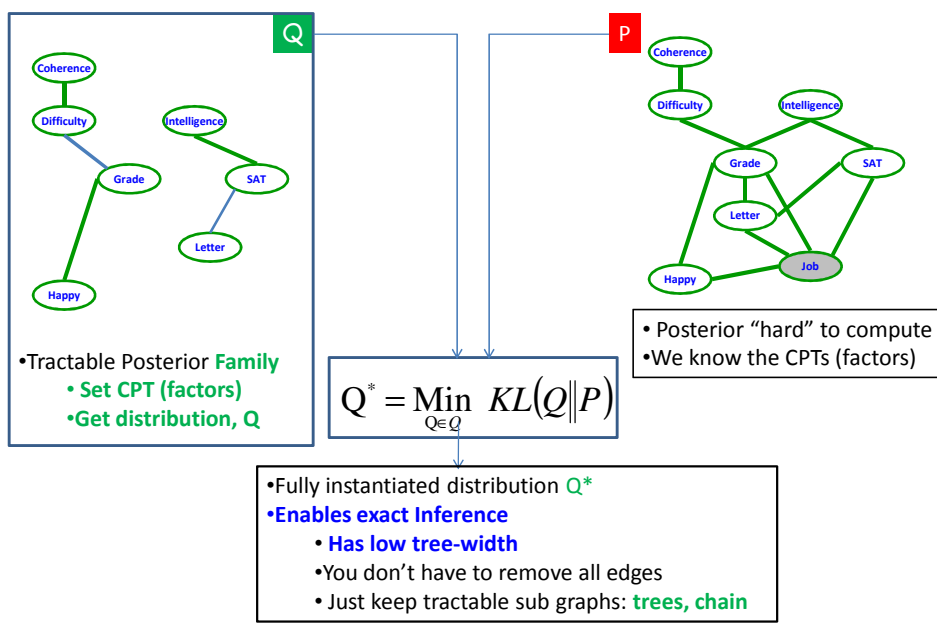 Q
Coherence
Difficulty
Intelligence
Grade
SAT
Letter
Happy
•Tractable Posterior Family
• Set CPT (factors)
•Get distribution, Q
P
Coherence
Difficulty
Intelligence
Grade
SAT
Letter
Job
Happy
• Posterior “hard” to compute
•We know the CPTs (factors)
Q* = Min KL(Q||P)
Q∈Q
•Fully instantiated distribution Q*
•Enables exact Inference
• Has low tree-width
•You don’t have to remove all edges
• Just keep tractable sub graphs: trees, chain